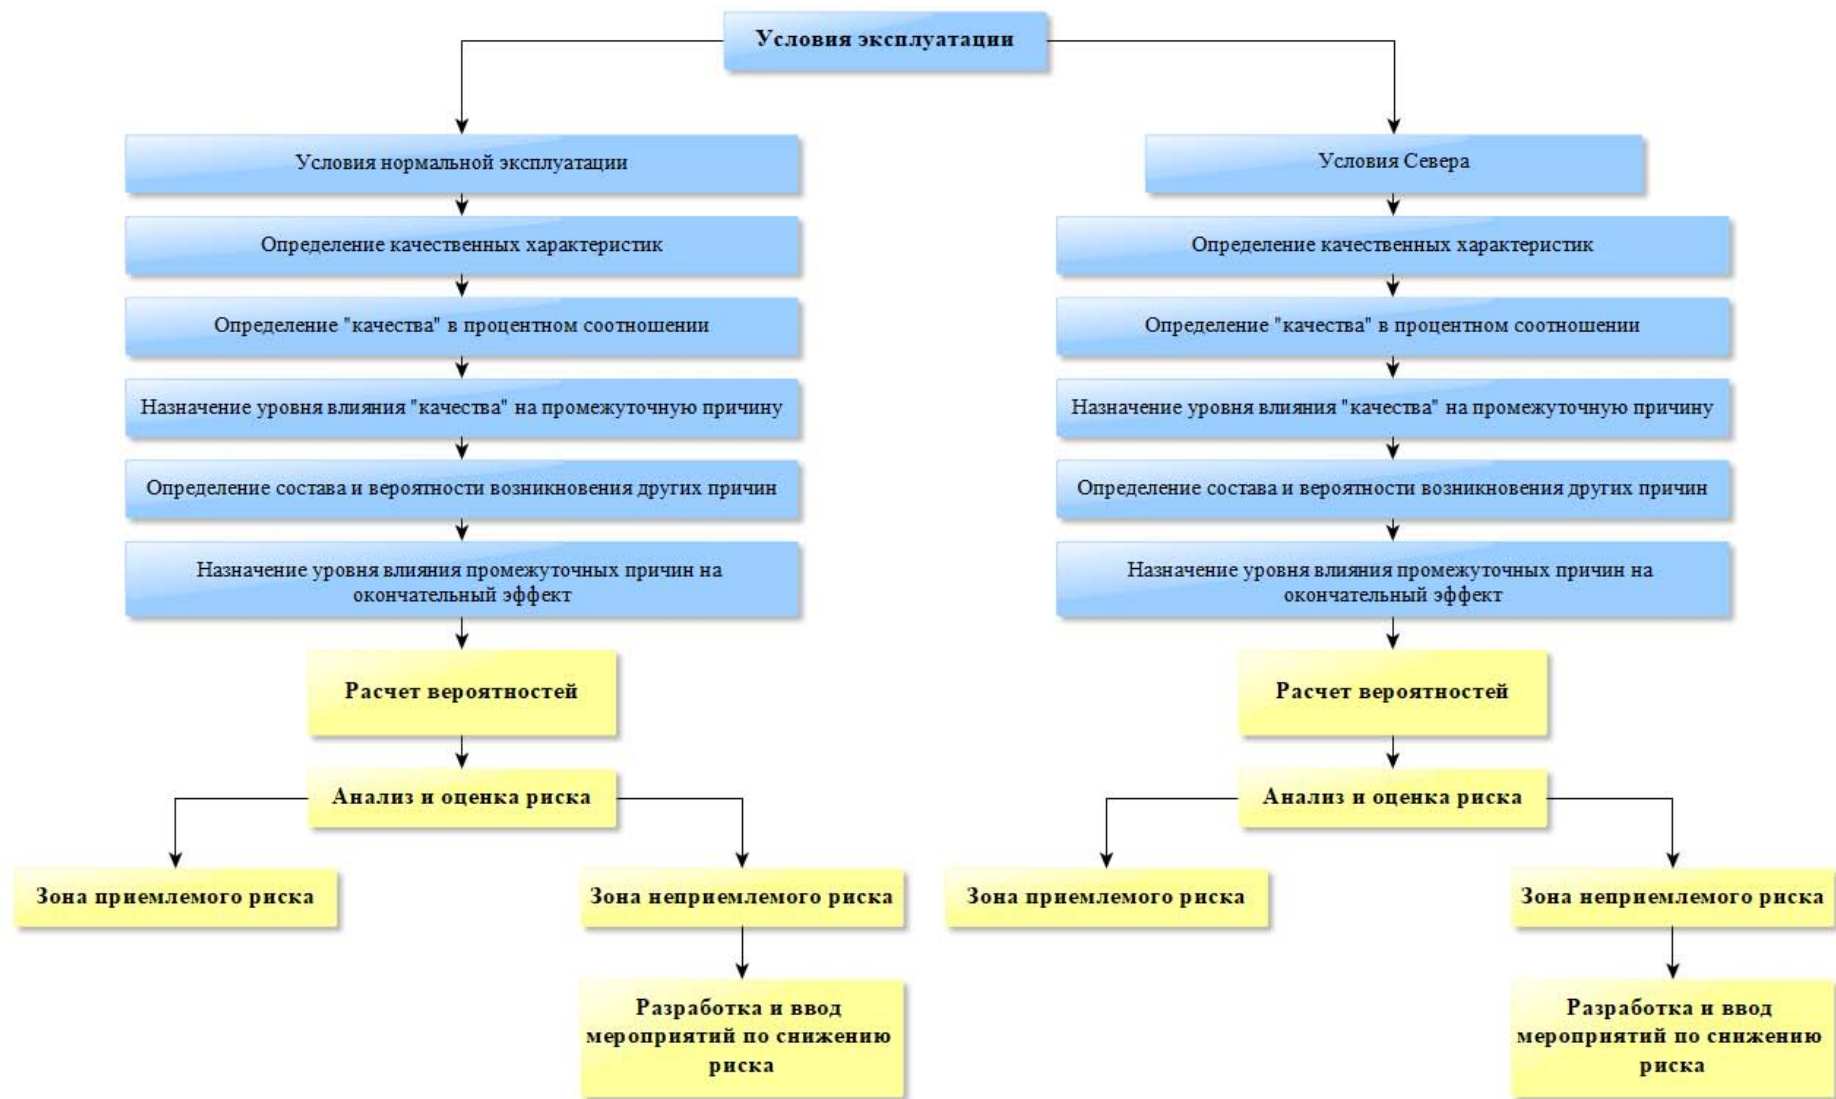 Условия эксплуатации
Условия нормальной эксплуатации
Определение качественных характеристик
Определение "качества" в процентном соотношении
Назначение уровня влияния "качества" на промежуточную причину
Определение состава и вероятности возникновения других причин
Назначение уровня влияния промежуточных причин на
окончательный эффект
Расчет вероятностей
Анализ и оценка риска
Зона приемлемого риска
Зона неприемлемого риска
Разработка и ввод
мероприятий по снижению
риска
Условия Севера
Определение качественных характеристик
Определение "качества" в процентном соотношении
Назначение уровня влияния "качества" на промежуточную причину
Определение состава и вероятности возникновения других причин
Назначение уровня влияния промежуточных причин на
окончательный эффект
Расчет вероятностей
Анализ и оценка риска
Зона приемлемого риска
Зона неприемлемого риска
Разработка и ввод
мероприятий по снижению
риска